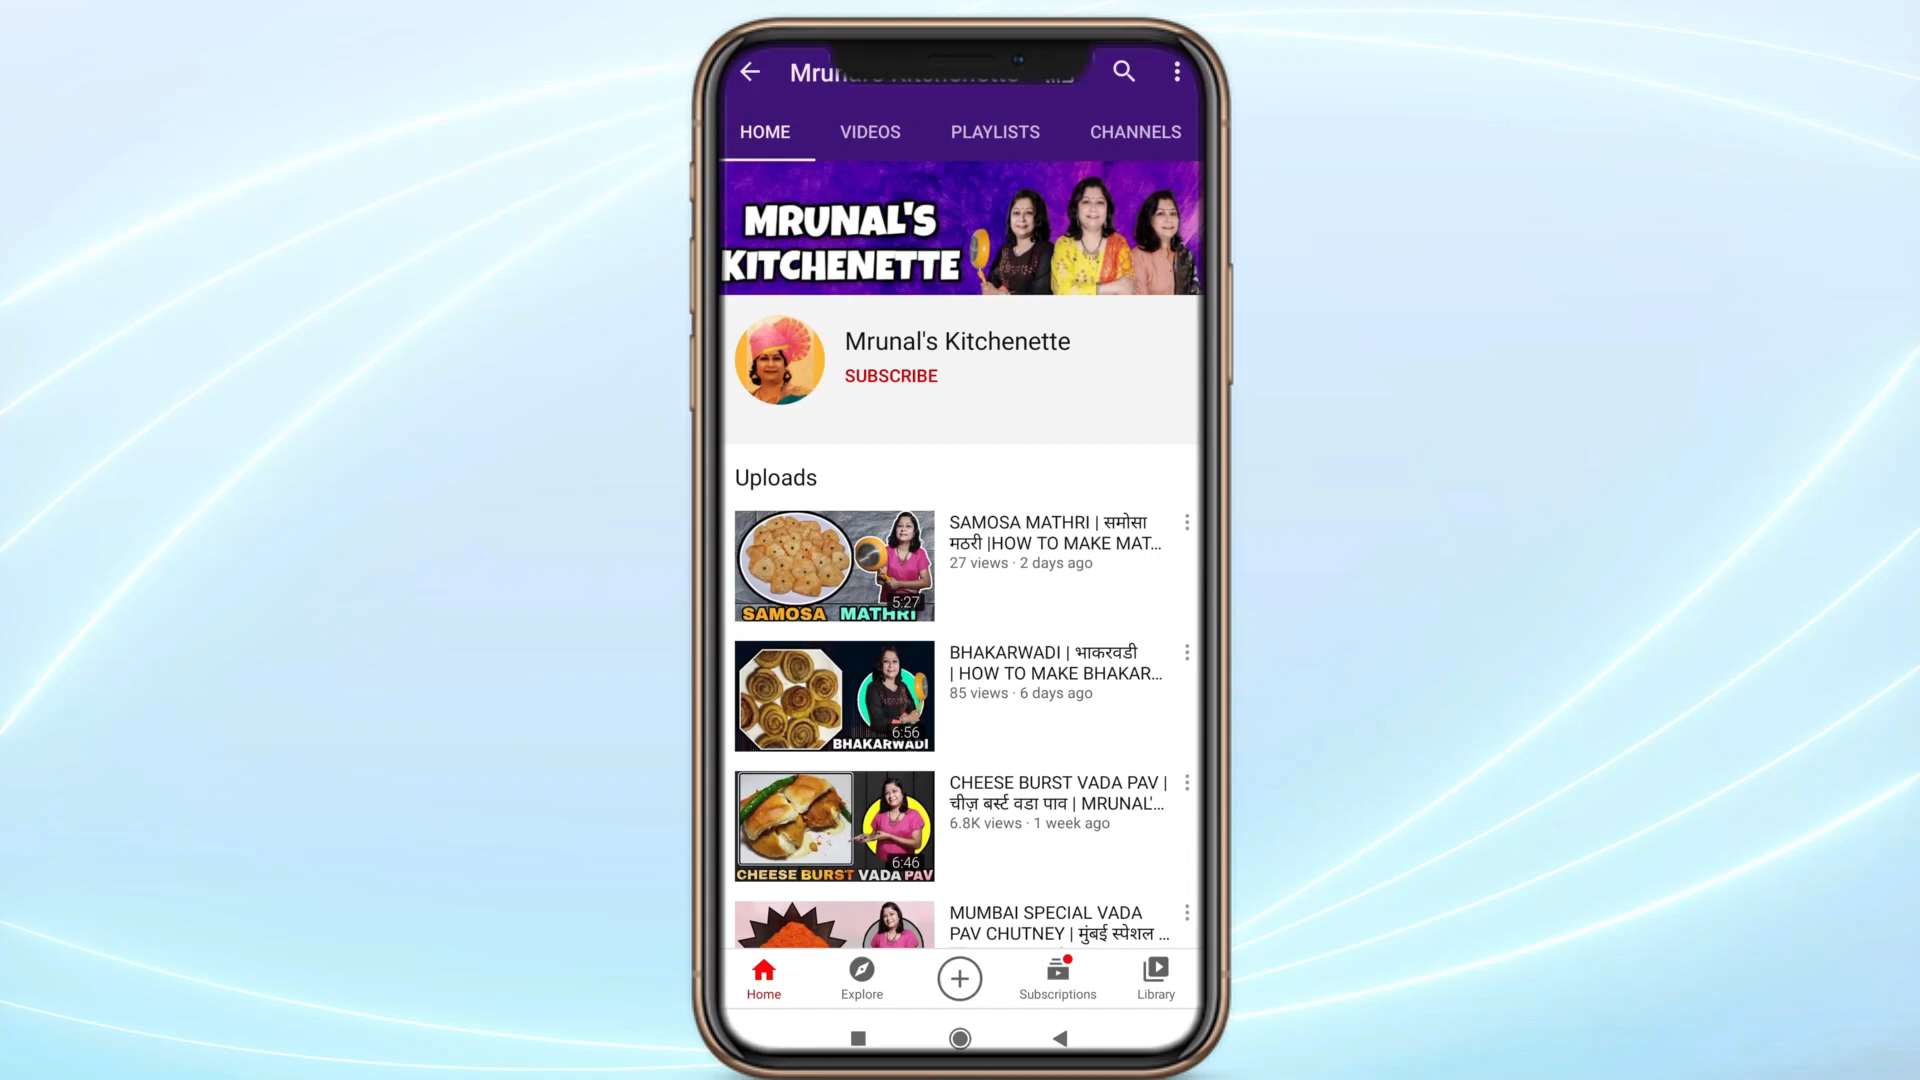 HOME VIDEOS PLAYLISTS CHANNELS
MRUNAL'S
KITCHENETTE
Mrunal's Kitchenette
SUBSCRIBE
Uploads
SAMOSA MATHRI | समोसा
मठरी |HOW TO MAKE MAT...
27 views · 2 days ago
5:27
SAMOSA MATHRI
BHAKARWADI | भाकरवडी
| HOW TO MAKE BHAKAR...
85 views · 6 days ago
6:56
BHAKARWADI
CHEESE BURST VADA PAV |
चीज़ बर्स्ट वडा पाव | MRUNAL'...
6.8K views · 1 week ago
6:46
CHEESE BURST VADA PAV
MUMBAI SPECIAL VADA
PAV CHUTNEY | मुंबई स्पेशल ...
Home Explore Subscriptions Library